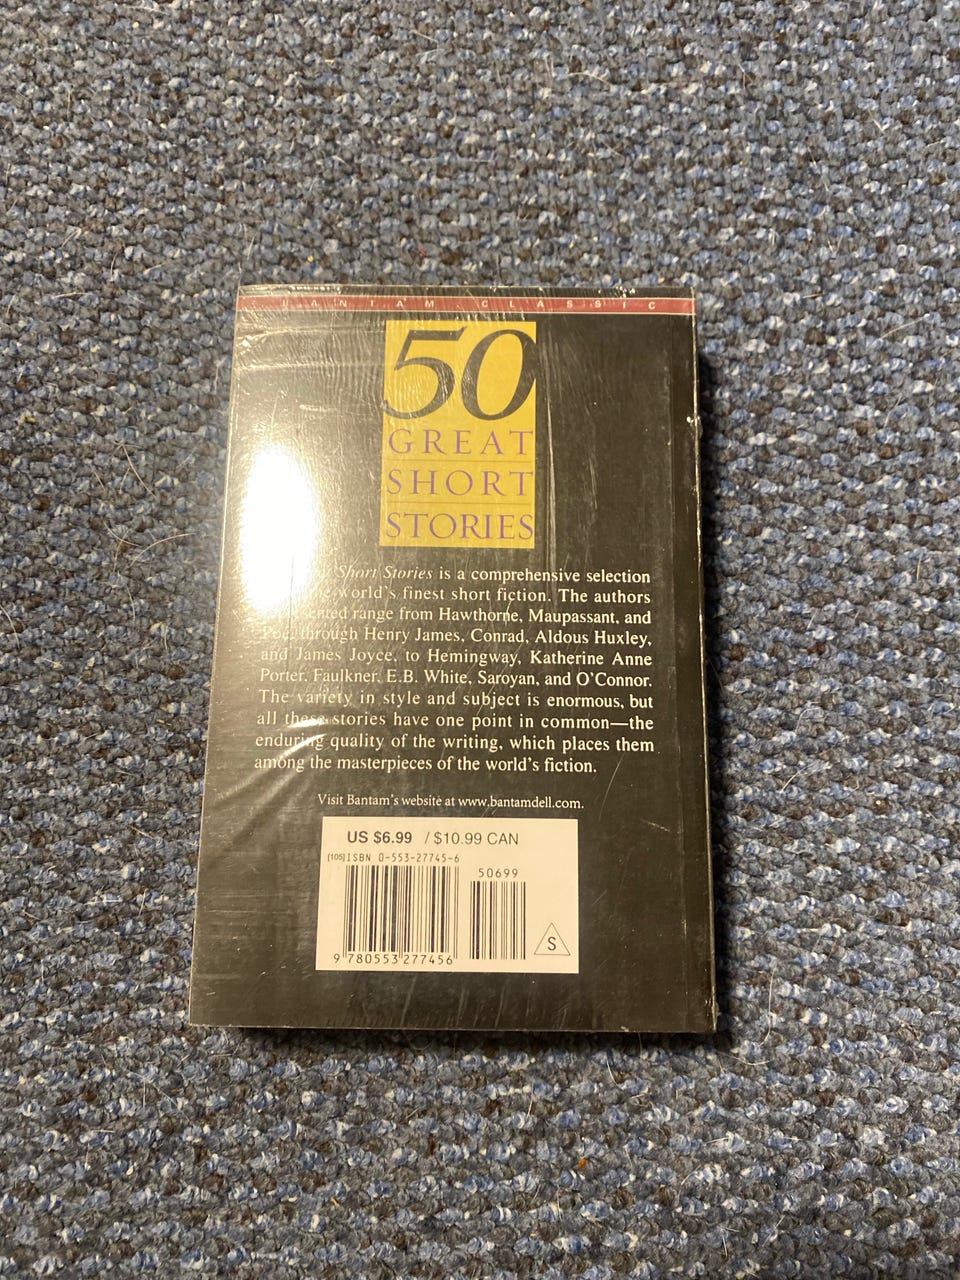 BANTAM CLASSIC
50
GREAT
SHORT
STORIES
Short Stories is a comprehensive selection
world's finest short fiction. The authors
range from Hawthorne, Maupassant, and
Poe, through Henry James, Conrad, Aldous Huxley,
and James Joyce, to Hemingway, Katherine Anne
Porter, Faulkner, E.B. White, Saroyan, and O'Connor.
The variety in style and subject is enormous, but
all these stories have one point in common—the
enduring quality of the writing, which places them
among the masterpieces of the world's fiction.
Visit Bantam's website at www.bantamdell.com.
US $6.99 / $10.99 CAN
[105] ISBN 0-553-27745-6
50699
S
9 780553 277456